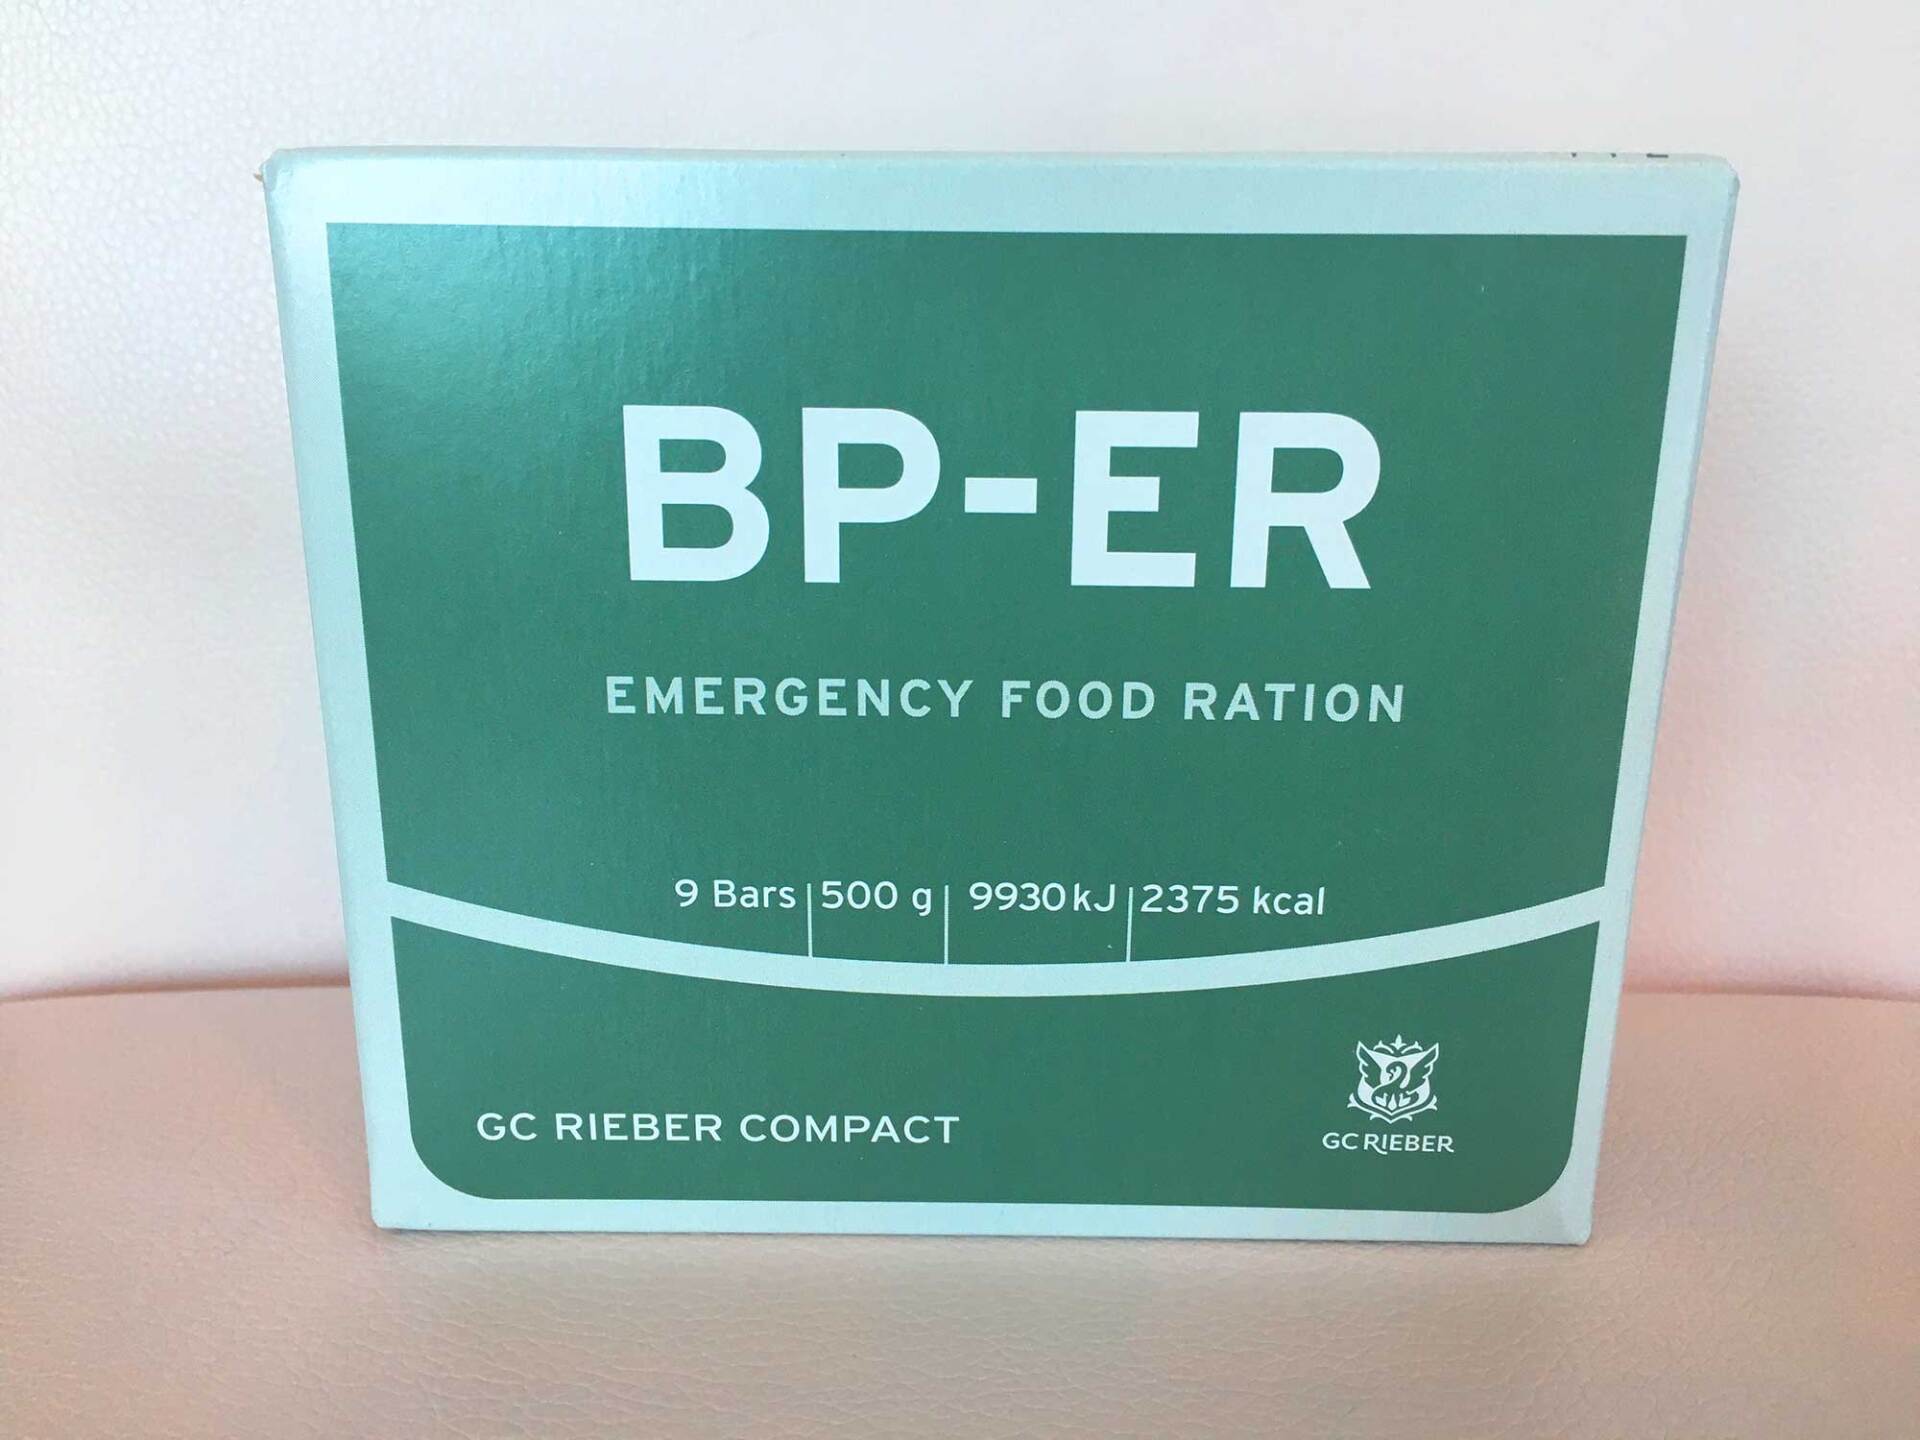 BP-ER
EMERGENCY FOOD RATION
9 Bars 500 g 9930 kJ 2375 kcal
GC RIEBER COMPACT
GC RIEBER